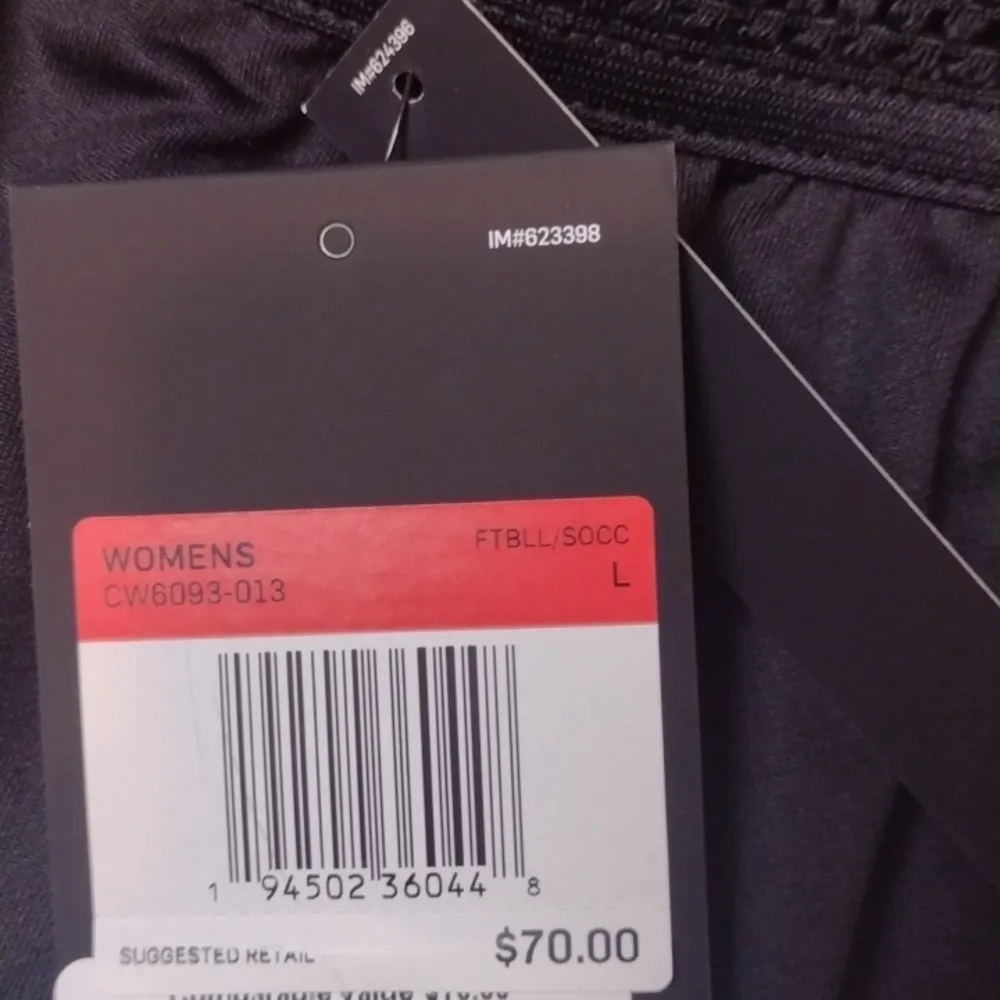 IM#624396
IM#623398
WOMENS
FTBLL/SOCC
CW6093-013
L
1 94502 36044 8
SUGGESTED RETAIL
$70.00